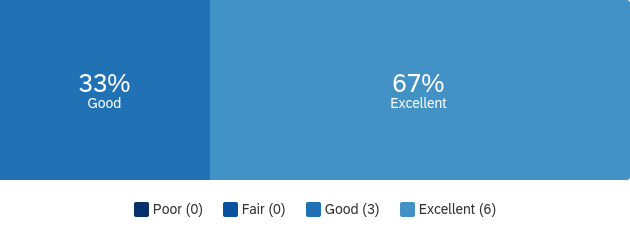 33%
Good
67%
Excellent
Poor (0)
Fair (0)
Good (3)
Excellent (6)